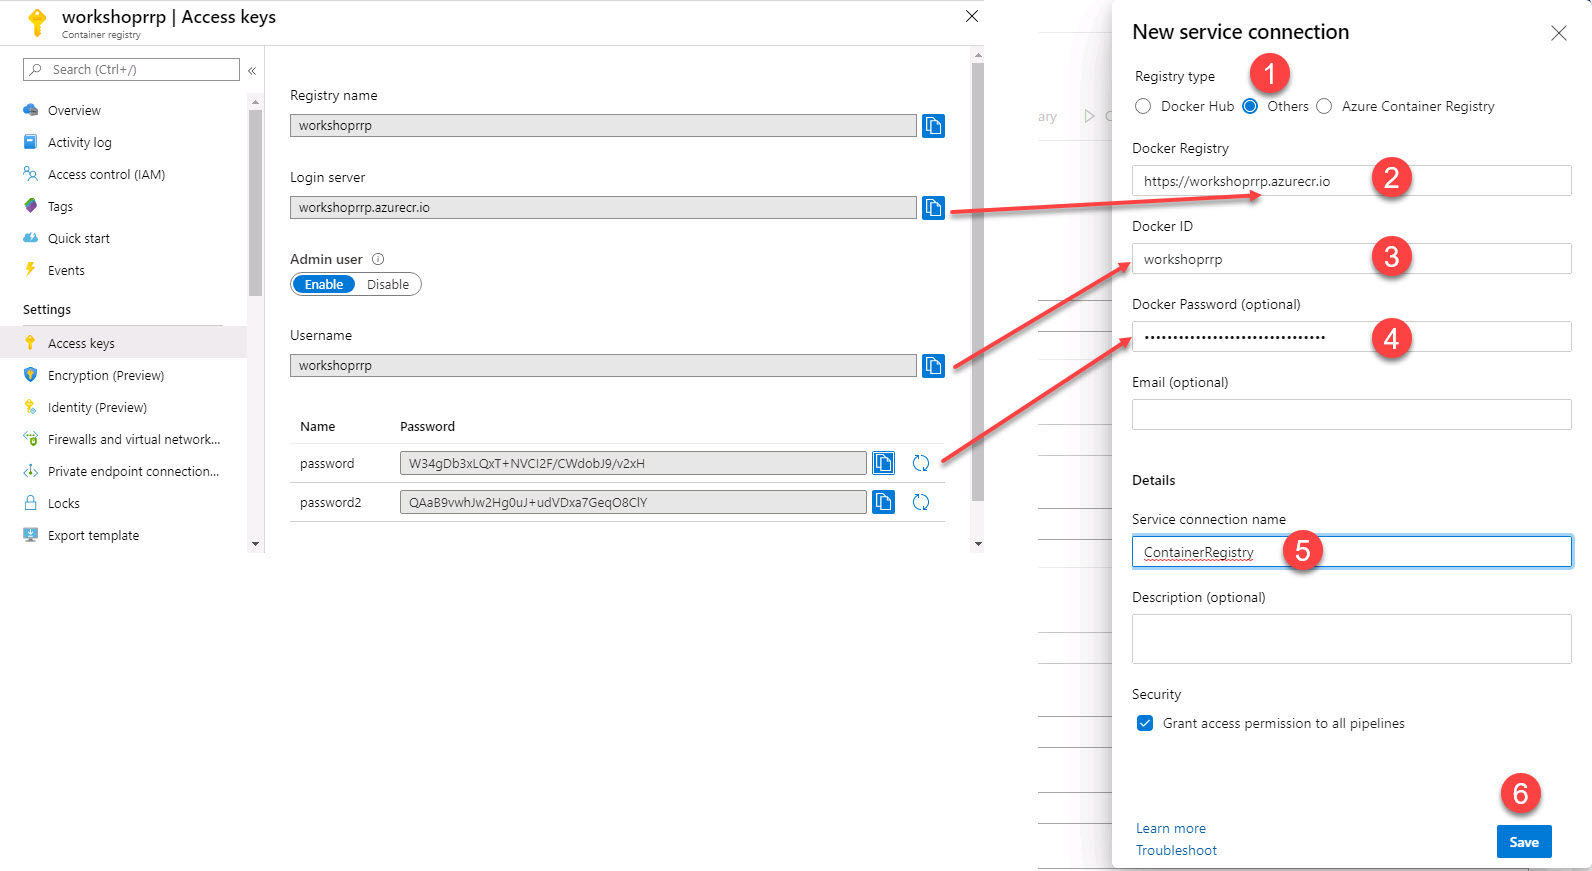 workshoprrp | Access keys
Container registry
Search (Ctrl+/)
«
Overview
Activity log
Access control (IAM)
Tags
Quick start
Events
Settings
Access keys
Encryption (Preview)
Identity (Preview)
Firewalls and virtual network...
Private endpoint connection...
Locks
Export template
Registry name
workshoprrp
Login server
workshoprrp.azurecr.io
Admin user
Enable Disable
Username
workshoprrp
Name Password
password W34gDb3xLQxT+NVCI2F/CWdobJ9/v2xH
password2 QAaB9vwhJw2Hg0uJ+udVDxa7GeqO8ClY
ary
New service connection
Registry type 1
Docker Hub Others Azure Container Registry
Docker Registry
https://workshoprrp.azurecr.io 2
Docker ID
workshoprrp 3
Docker Password (optional)
•••••••••••••••••••••••••••••••• 4
Email (optional)
Details
Service connection name
ContainerRegistry 5
Description (optional)
Security
Grant access permission to all pipelines
6
Learn more
Troubleshoot
Save